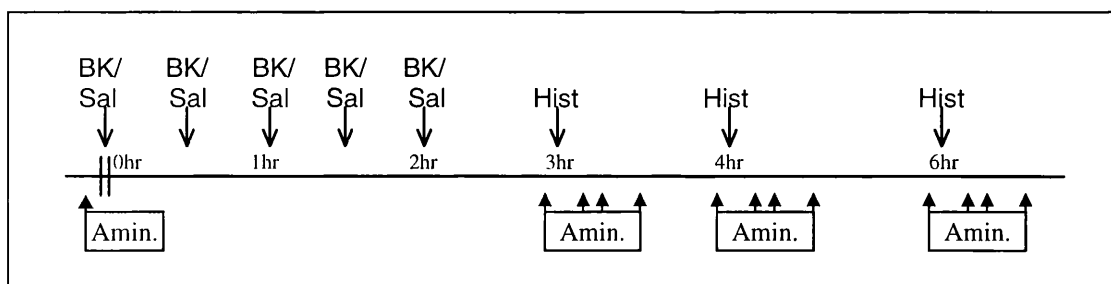 BK/ BK/ BK/ BK/ BK/
Sal Sal Sal Sal Sal Hist Hist Hist
0hr 1hr 2hr 3hr 4hr 6hr
Amin. Amin. Amin. Amin.